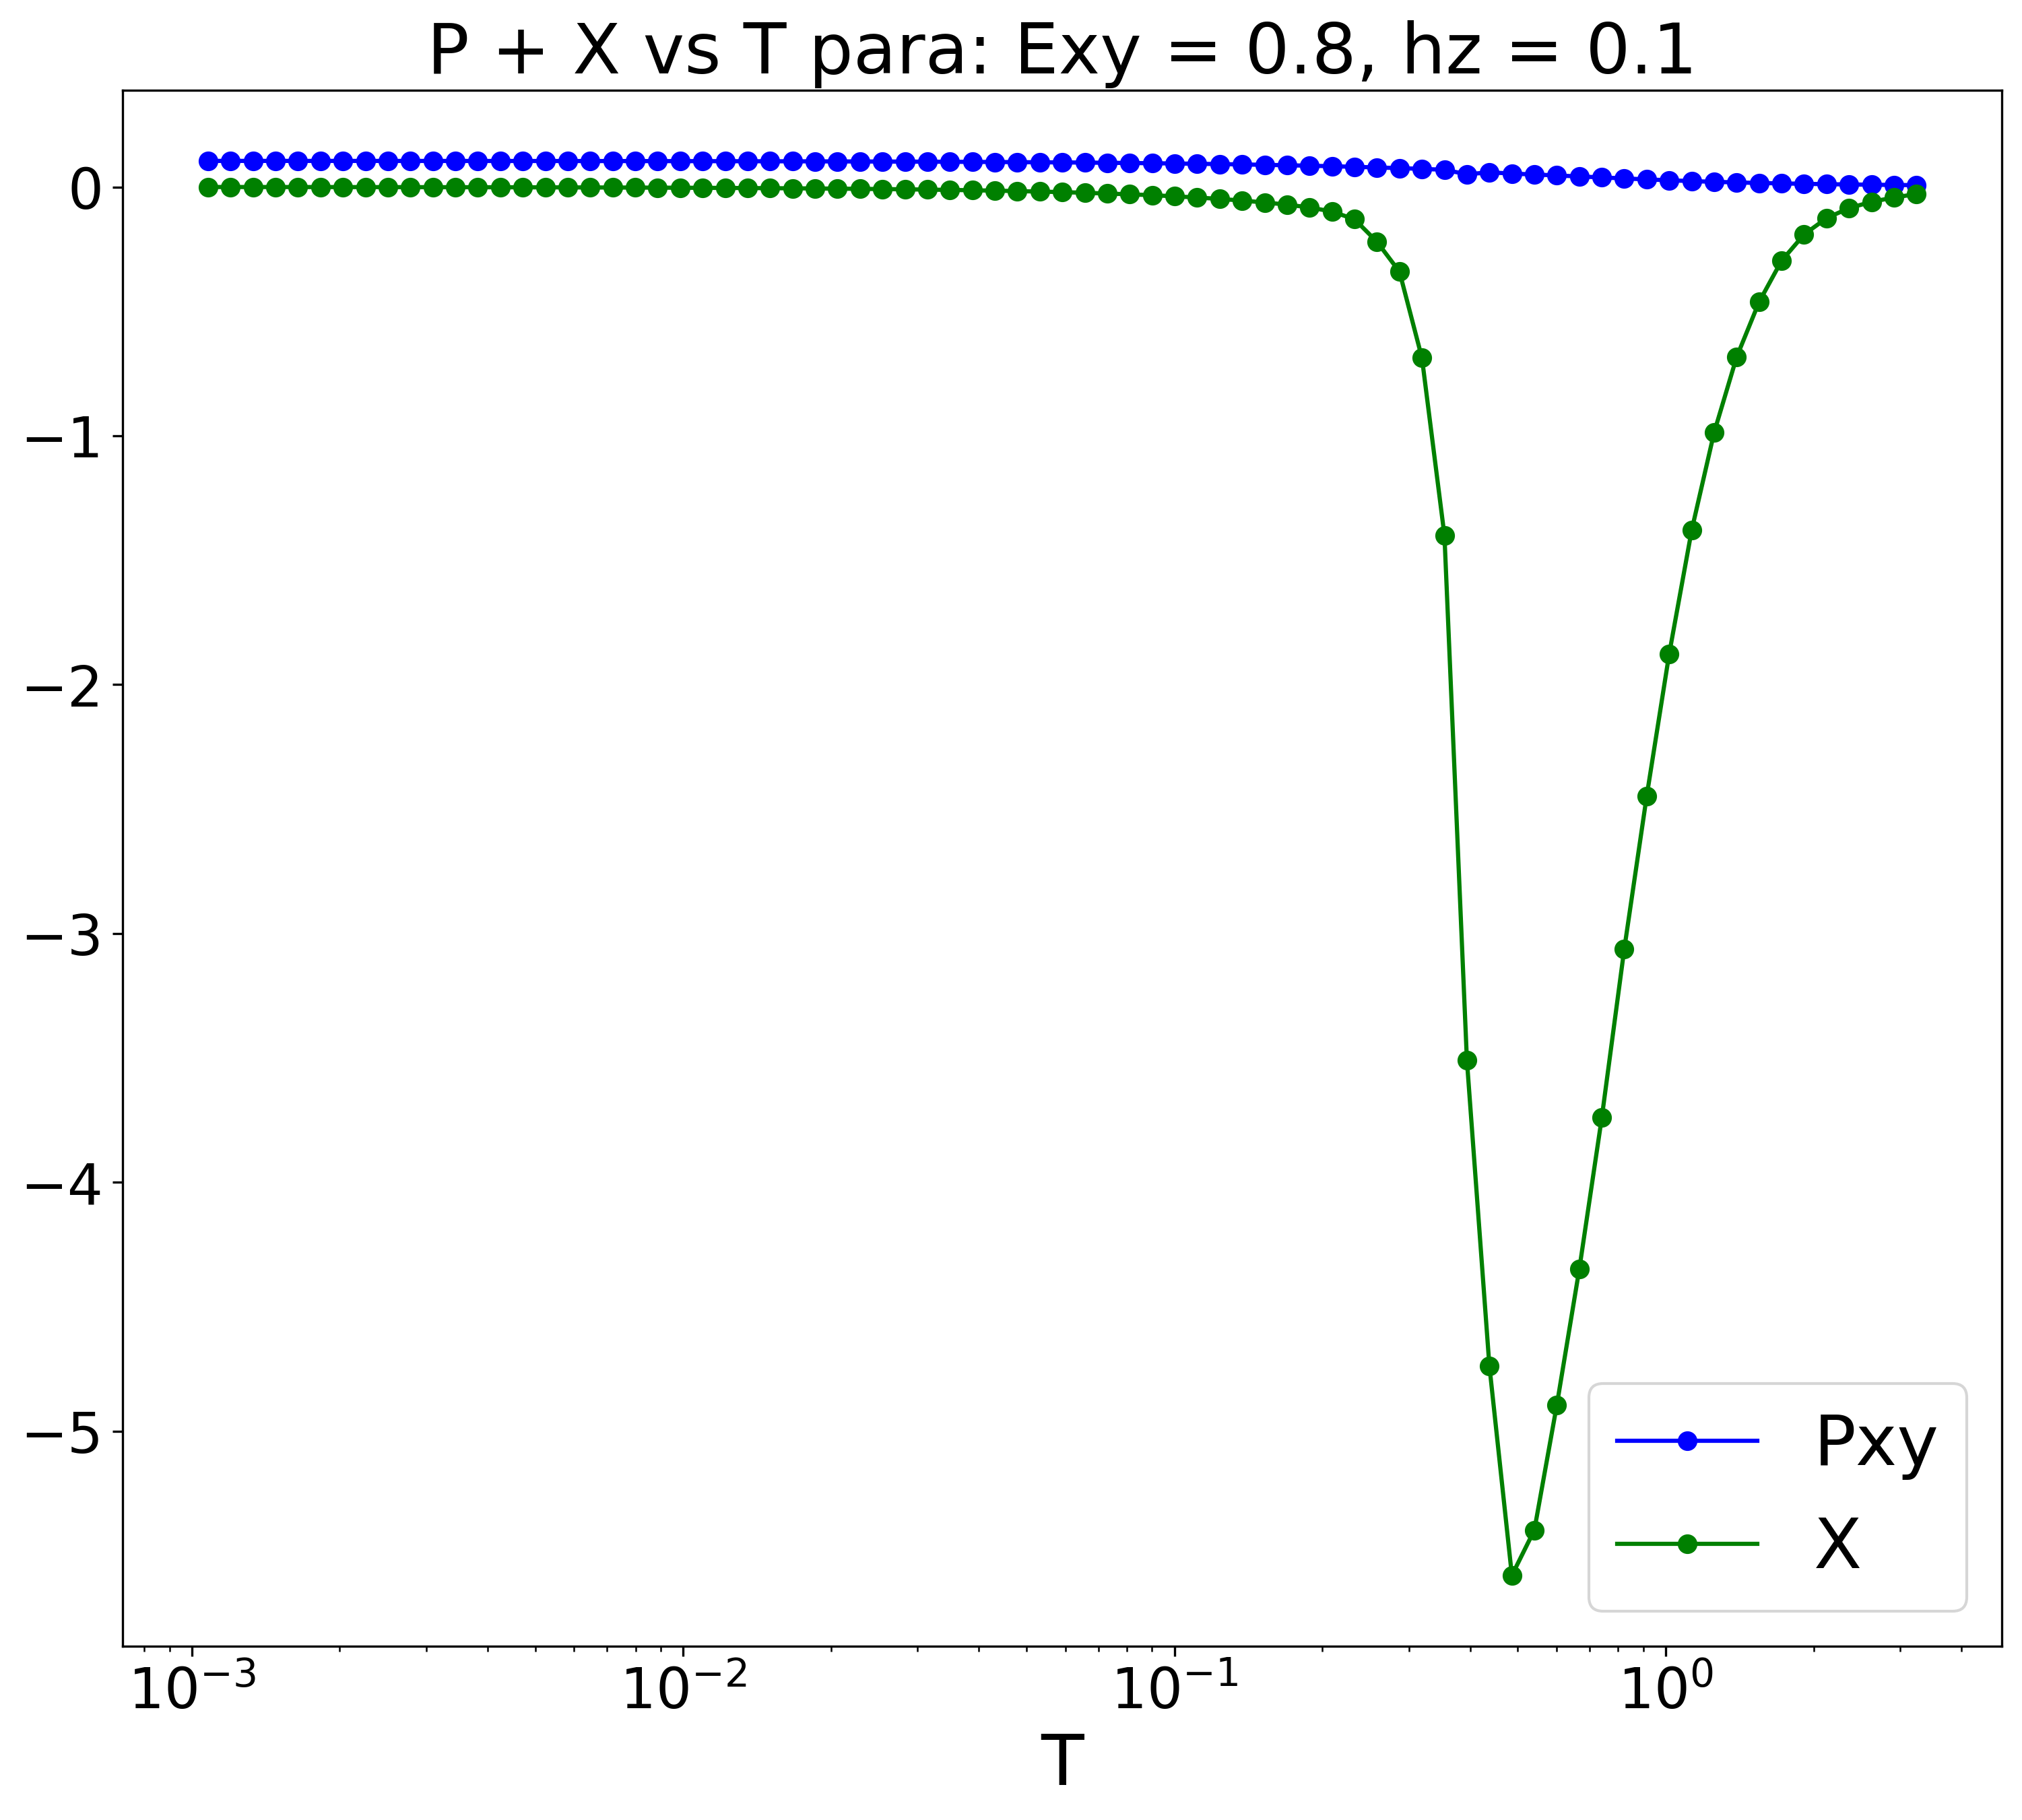 P + X vs T para: Exy = 0.8, hz = 0.1
0
−1
−2
−3
−4
−5
Pxy
X
10⁻³ 10⁻² 10⁻¹ 10⁰
T